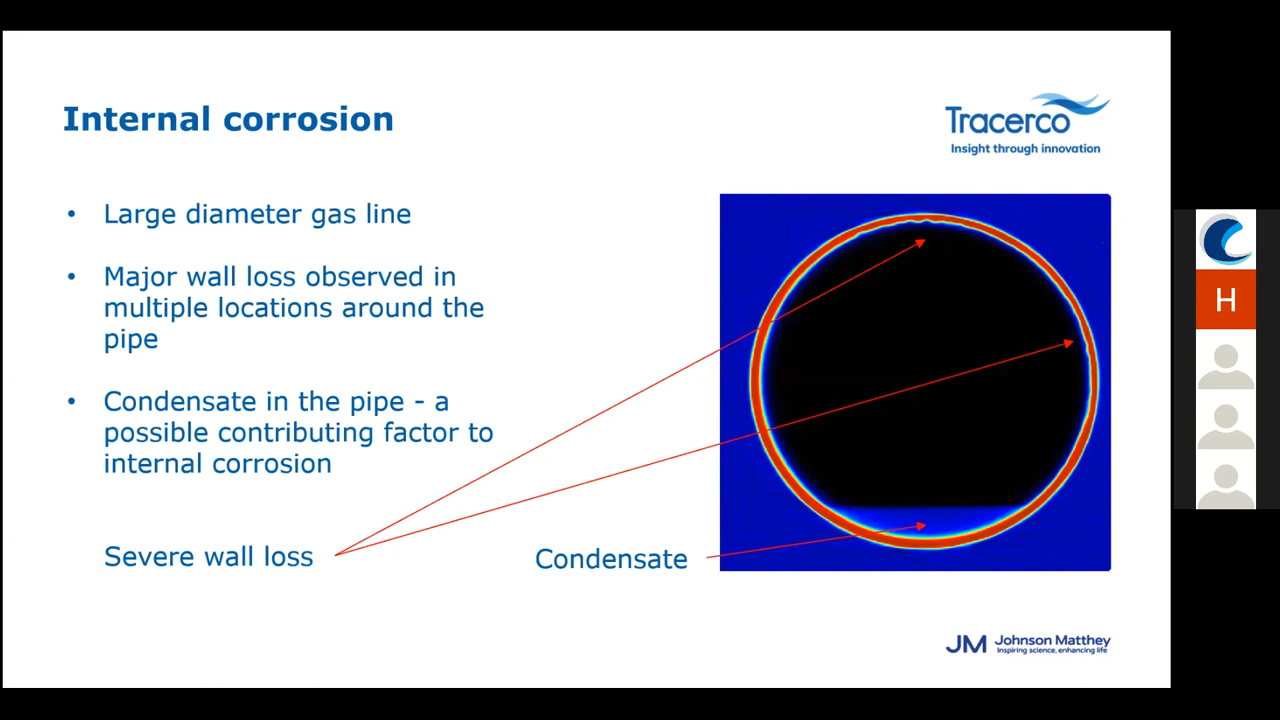 Internal corrosion
Tracerco
Insight through innovation
• Large diameter gas line
• Major wall loss observed in
multiple locations around the
pipe
• Condensate in the pipe - a
possible contributing factor to
internal corrosion
Severe wall loss
Condensate
JM Johnson Matthey
Inspiring science, enhancing life
H